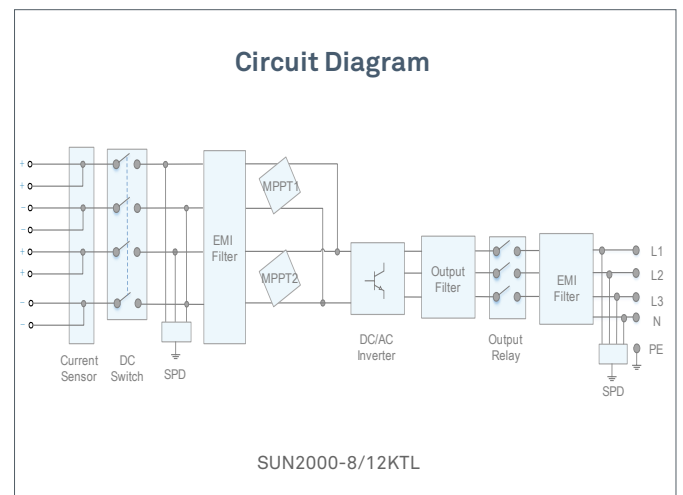 Circuit Diagram
+
+
−
−
+
+
−
−
Current
Sensor
DC
Switch
SPD
EMI
Filter
MPPT1
MPPT2
DC/AC
Inverter
Output
Filter
Output
Relay
EMI
Filter
L1
L2
L3
N
PE
SPD
SUN2000-8/12KTL